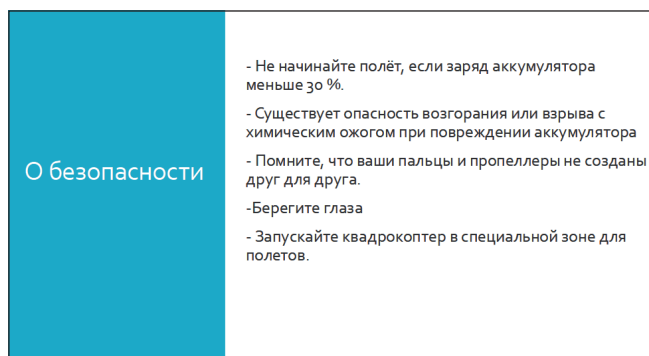 О безопасности
- Не начинайте полёт, если заряд аккумулятора
меньше 30 %.
- Существует опасность возгорания или взрыва с
химическим ожогом при повреждении аккумулятора
- Помните, что ваши пальцы и пропеллеры не созданы
друг для друга.
-Берегите глаза
- Запускайте квадрокоптер в специальной зоне для
полетов.